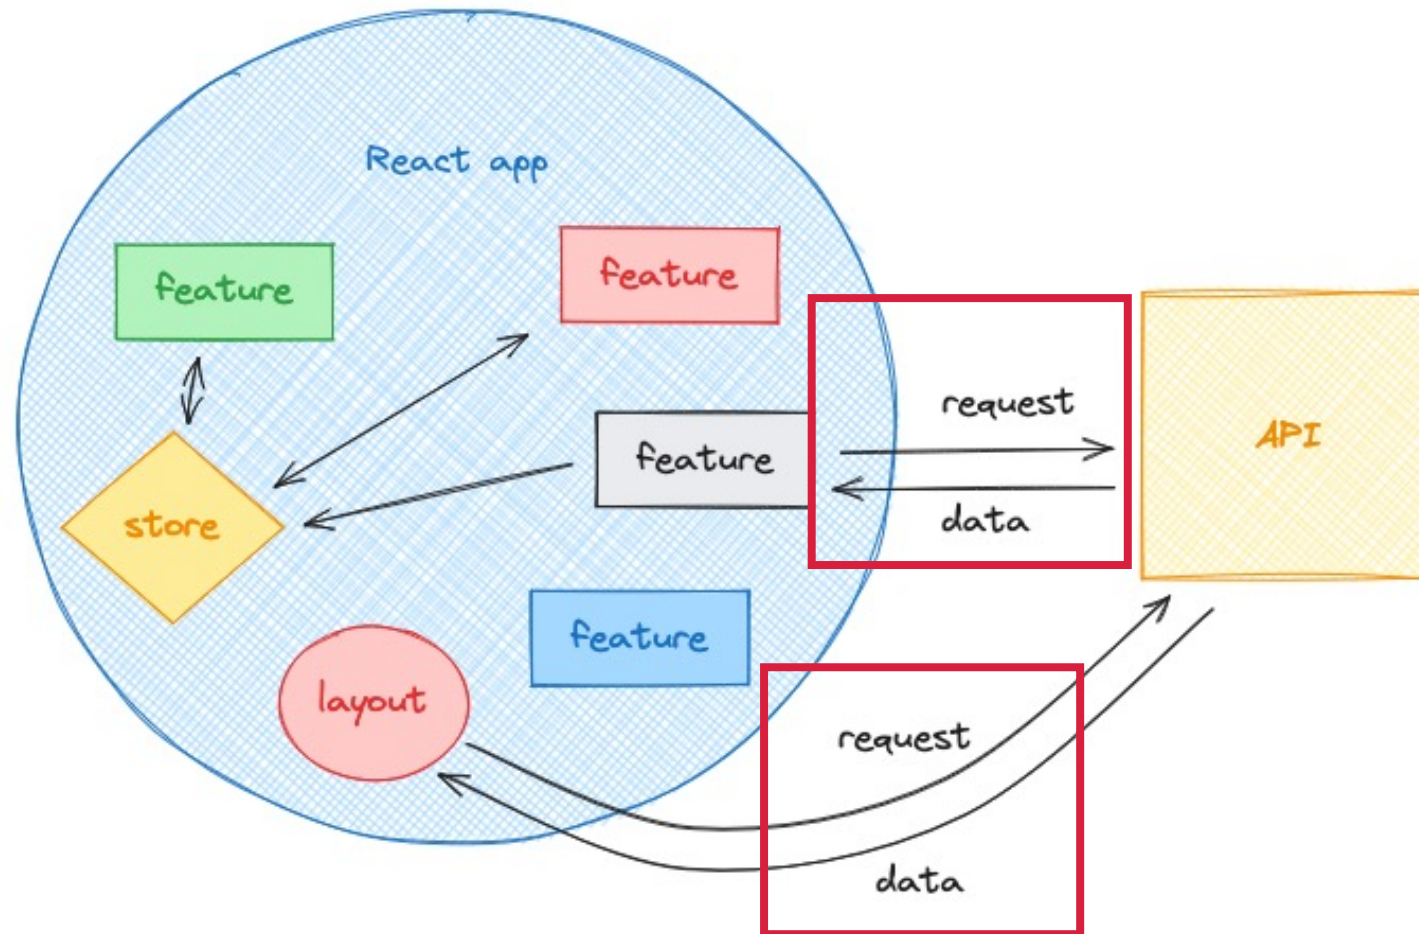 React app
feature
feature
request
API
feature
data
store
feature
layout
request
data